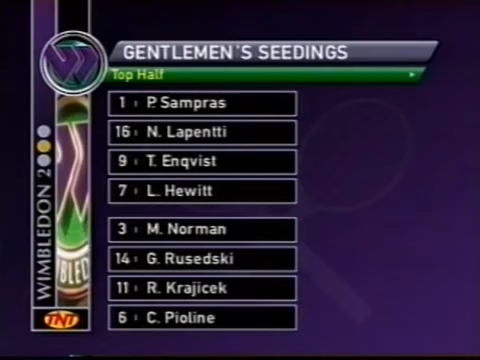 GENTLEMEN'S SEEDINGS
Top Half
1 P. Sampras
16 N. Lapentti
9 T. Enqvist
7 L. Hewitt
3 M. Norman
14 G. Rusedski
11 R. Krajicek
6 C. Pioline
WIMBLEDON 2000
BLED
TNT